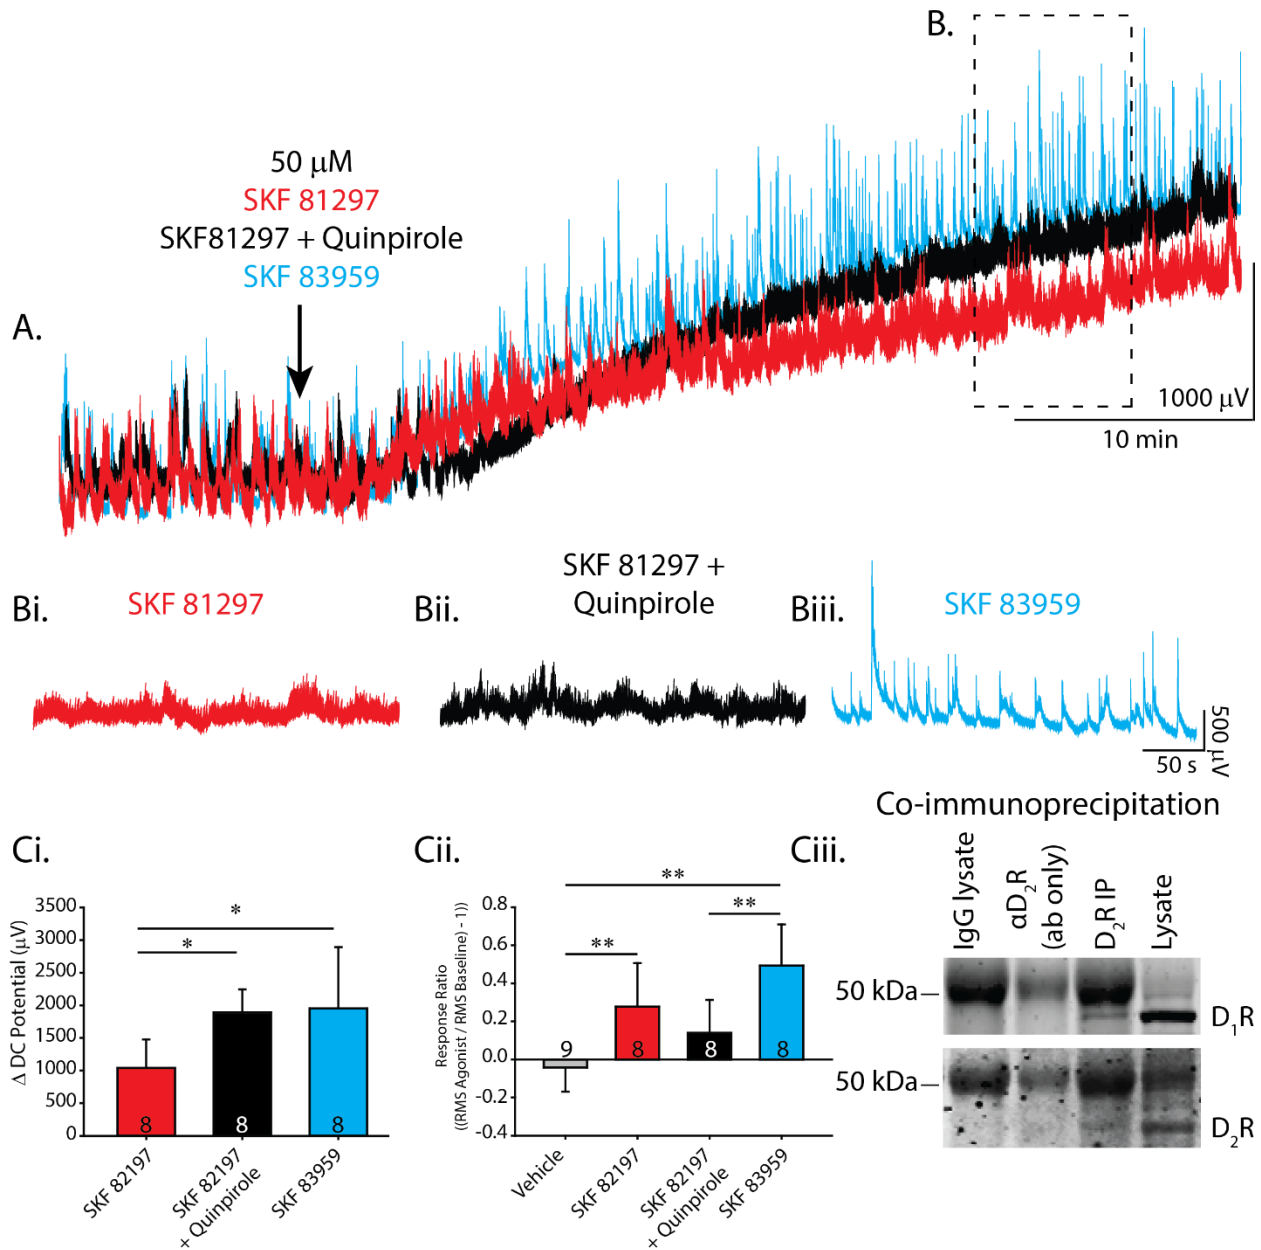 B.
50 μM
SKF 81297
SKF81297 + Quinpirole
SKF 83959
A.
1000 μV
10 min
Bi.
SKF 81297
Bii.
SKF 81297 +
Quinpirole
Biii.
SKF 83959
500 μV
50 s
Co-immunoprecipitation
Ci.
Δ DC Potential (μV)
3500
3000
2500
2000
1500
1000
500
0
*
*
8
8
8
SKF 82197
SKF 82197
+ Quinpirole
SKF 83959
Cii.
Response Ratio
((RMS Agonist / RMS Baseline) - 1))
0.8
0.6
0.4
0.2
0.0
-0.2
-0.4
**
**
**
9
8
8
8
Vehicle
SKF 82197
SKF 82197
+ Quinpirole
SKF 83959
Ciii.
IgG lysate
αD₂R
(ab only)
D₂R IP
Lysate
50 kDa
D₁R
50 kDa
D₂R